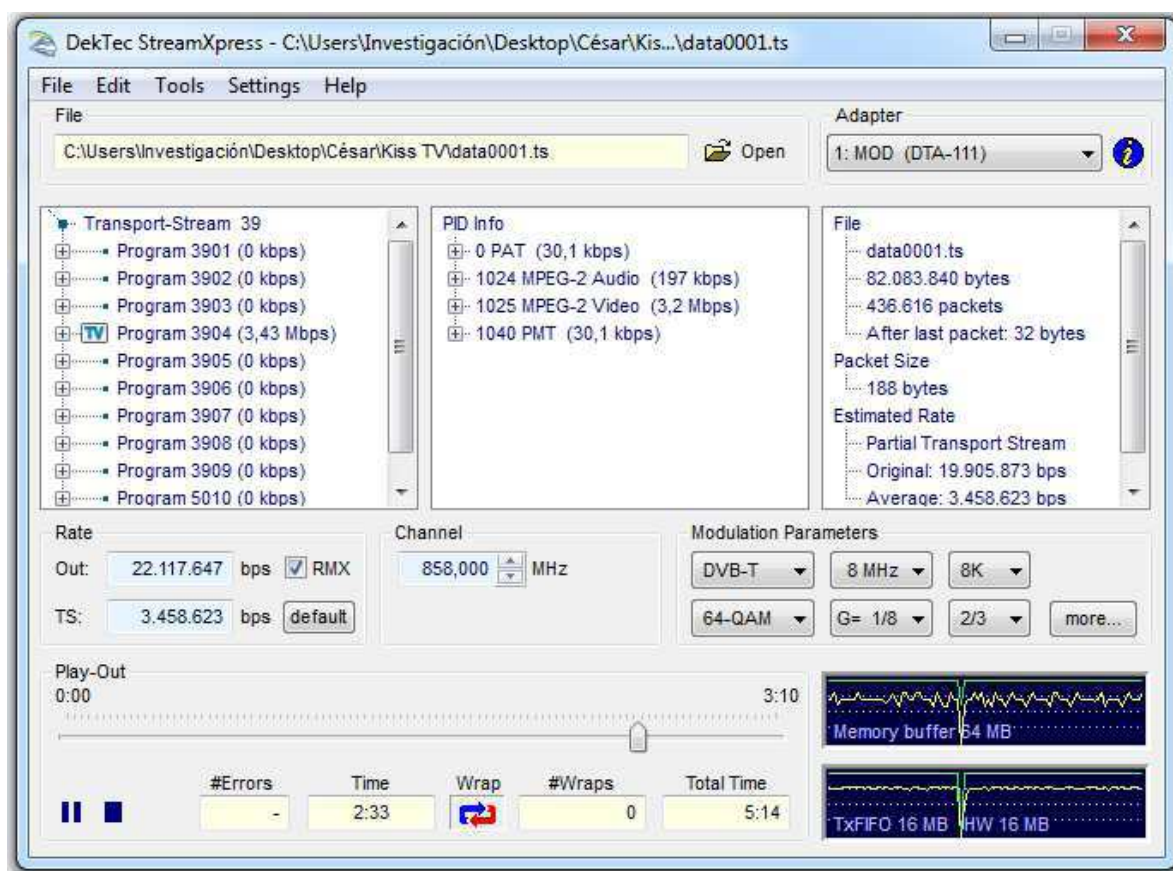 DekTec StreamXpress - C:\Users\Investigación\Desktop\César\Kis...\data0001.ts
File Edit Tools Settings Help
File
C:\Users\Investigación\Desktop\César\Kiss TV\data0001.ts
Open
Adapter
1: MOD (DTA-111)
i
Transport-Stream 39
Program 3901 (0 kbps)
Program 3902 (0 kbps)
Program 3903 (0 kbps)
TV Program 3904 (3,43 Mbps)
Program 3905 (0 kbps)
Program 3906 (0 kbps)
Program 3907 (0 kbps)
Program 3908 (0 kbps)
Program 3909 (0 kbps)
Program 5010 (0 kbps)
PID Info
0 PAT (30,1 kbps)
1024 MPEG-2 Audio (197 kbps)
1025 MPEG-2 Video (3,2 Mbps)
1040 PMT (30,1 kbps)
File
data0001.ts
82.083.840 bytes
436.616 packets
After last packet: 32 bytes
Packet Size
188 bytes
Estimated Rate
Partial Transport Stream
Original: 19.905.873 bps
Average: 3.458.623 bps
Rate
Out: 22.117.647 bps RMX
TS: 3.458.623 bps default
Channel
858,000 MHz
Modulation Parameters
DVB-T 8 MHz 8K
64-QAM G= 1/8 2/3 more...
Play-Out
0:00 3:10
#Errors Time Wrap #Wraps Total Time
- 2:33 0 5:14
Memory buffer 64 MB
TxFIFO 16 MB HW 16 MB